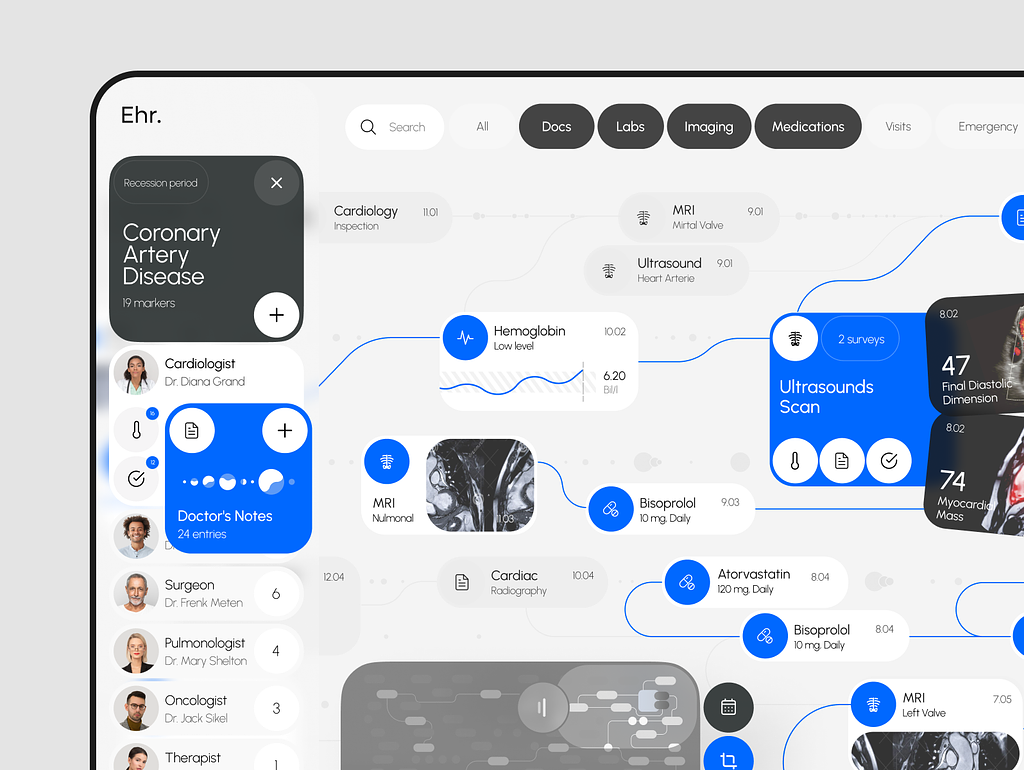 Ehr.
Search
All
Docs
Labs
Imaging
Medications
Visits
Emergency
Recession period
Coronary
Artery
Disease
19 markers
Cardiologist
Dr. Diana Grand
16
12
Doctor's Notes
24 entries
D
Surgeon
Dr. Frenk Meten
6
Pulmonologist
Dr. Mary Shelton
4
Oncologist
Dr. Jack Sikel
3
Therapist
1
Cardiology
Inspection
11.01
MRI
Mirtal Valve
9.01
Ultrasound
Heart Arterie
9.01
Hemoglobin
Low level
10.02
6.20
Bil/l
2 surveys
Ultrasounds
Scan
8.02
47
Final Diastolic
Dimension
8.02
74
Myocardic
Mass
MRI
Nulmonal
11.03
Bisoprolol
10 mg, Daily
9.03
12.04
Cardiac
Radiography
10.04
Atorvastatin
120 mg, Daily
8.04
Bisoprolol
10 mg, Daily
8.04
MRI
Left Valve
7.05